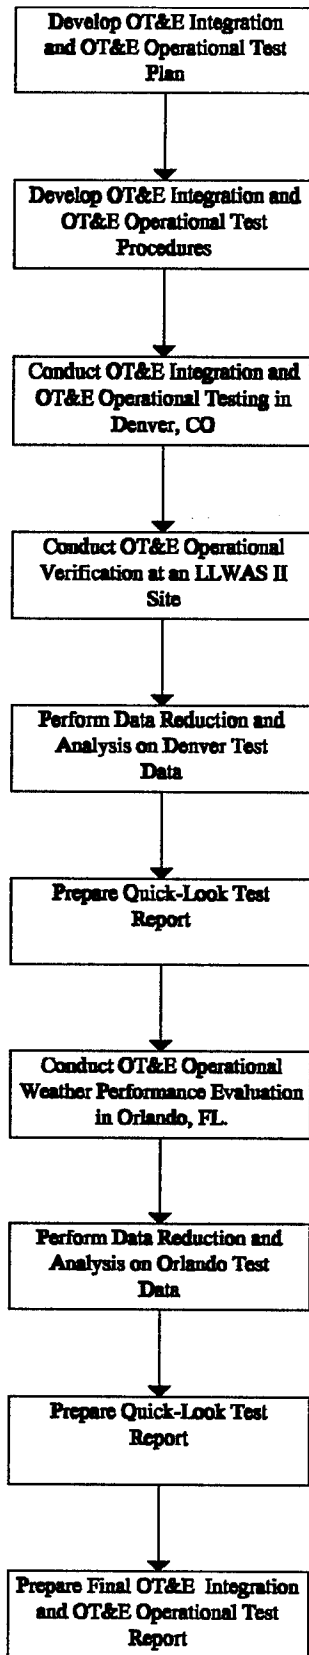 Develop OT&E Integration
and OT&E Operational Test
Plan
Develop OT&E Integration and
OT&E Operational Test
Procedures
Conduct OT&E Integration and
OT&E Operational Testing in
Denver, CO
Conduct OT&E Operational
Verification at an LLWAS II
Site
Perform Data Reduction and
Analysis on Denver Test
Data
Prepare Quick-Look Test
Report
Conduct OT&E Operational
Weather Performance Evaluation
in Orlando, FL.
Perform Data Reduction and
Analysis on Orlando Test
Data
Prepare Quick-Look Test
Report
Prepare Final OT&E Integration
and OT&E Operational Test
Report